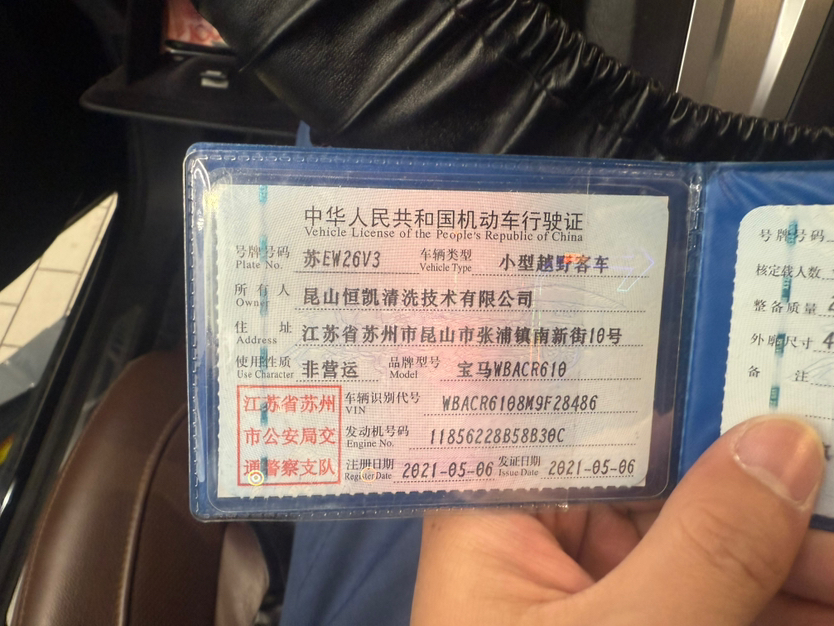 中华人民共和国机动车行驶证
Vehicle License of the People's Republic of China
号牌号码 苏EW26V3 车辆类型 小型越野客车
Plate No. Vehicle Type
所有人 昆山恒凯清洗技术有限公司
Owner
住址 江苏省苏州市昆山市张浦镇南新街10号
Address
使用性质 非营运 品牌型号 宝马WBACR610
Use Character Model
江苏省苏州
市公安局交
通警察支队
车辆识别代号 WBACR6108M9F28486
VIN
发动机号码 11856228B58B30C
Engine No.
注册日期 2021-05-06 发证日期 2021-05-06
Register Date Issue Date
号牌号码
核定载人数
整备质量
外廓尺寸
备注